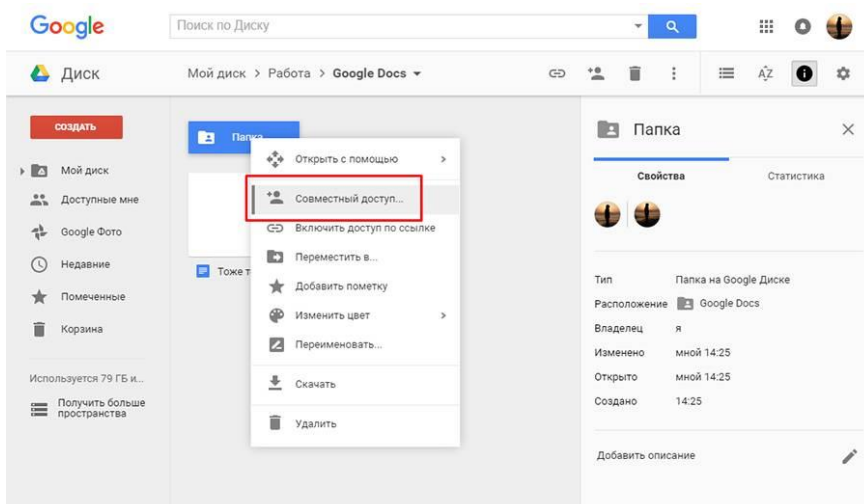 Google
Поиск по Диску
Диск
Мой диск > Работа > Google Docs
СОЗДАТЬ
Мой диск
Доступные мне
Google Фото
Недавние
Помеченные
Корзина
Используется 79 ГБ и...
Получить больше
пространства
Папка
Тоже т
Открыть с помощью
Совместный доступ...
Включить доступ по ссылке
Переместить в...
Добавить пометку
Изменить цвет
Переименовать...
Скачать
Удалить
Папка
Свойства Статистика
Тип Папка на Google Диске
Расположение Google Docs
Владелец я
Изменено мной 14:25
Открыто мной 14:25
Создано 14:25
Добавить описание